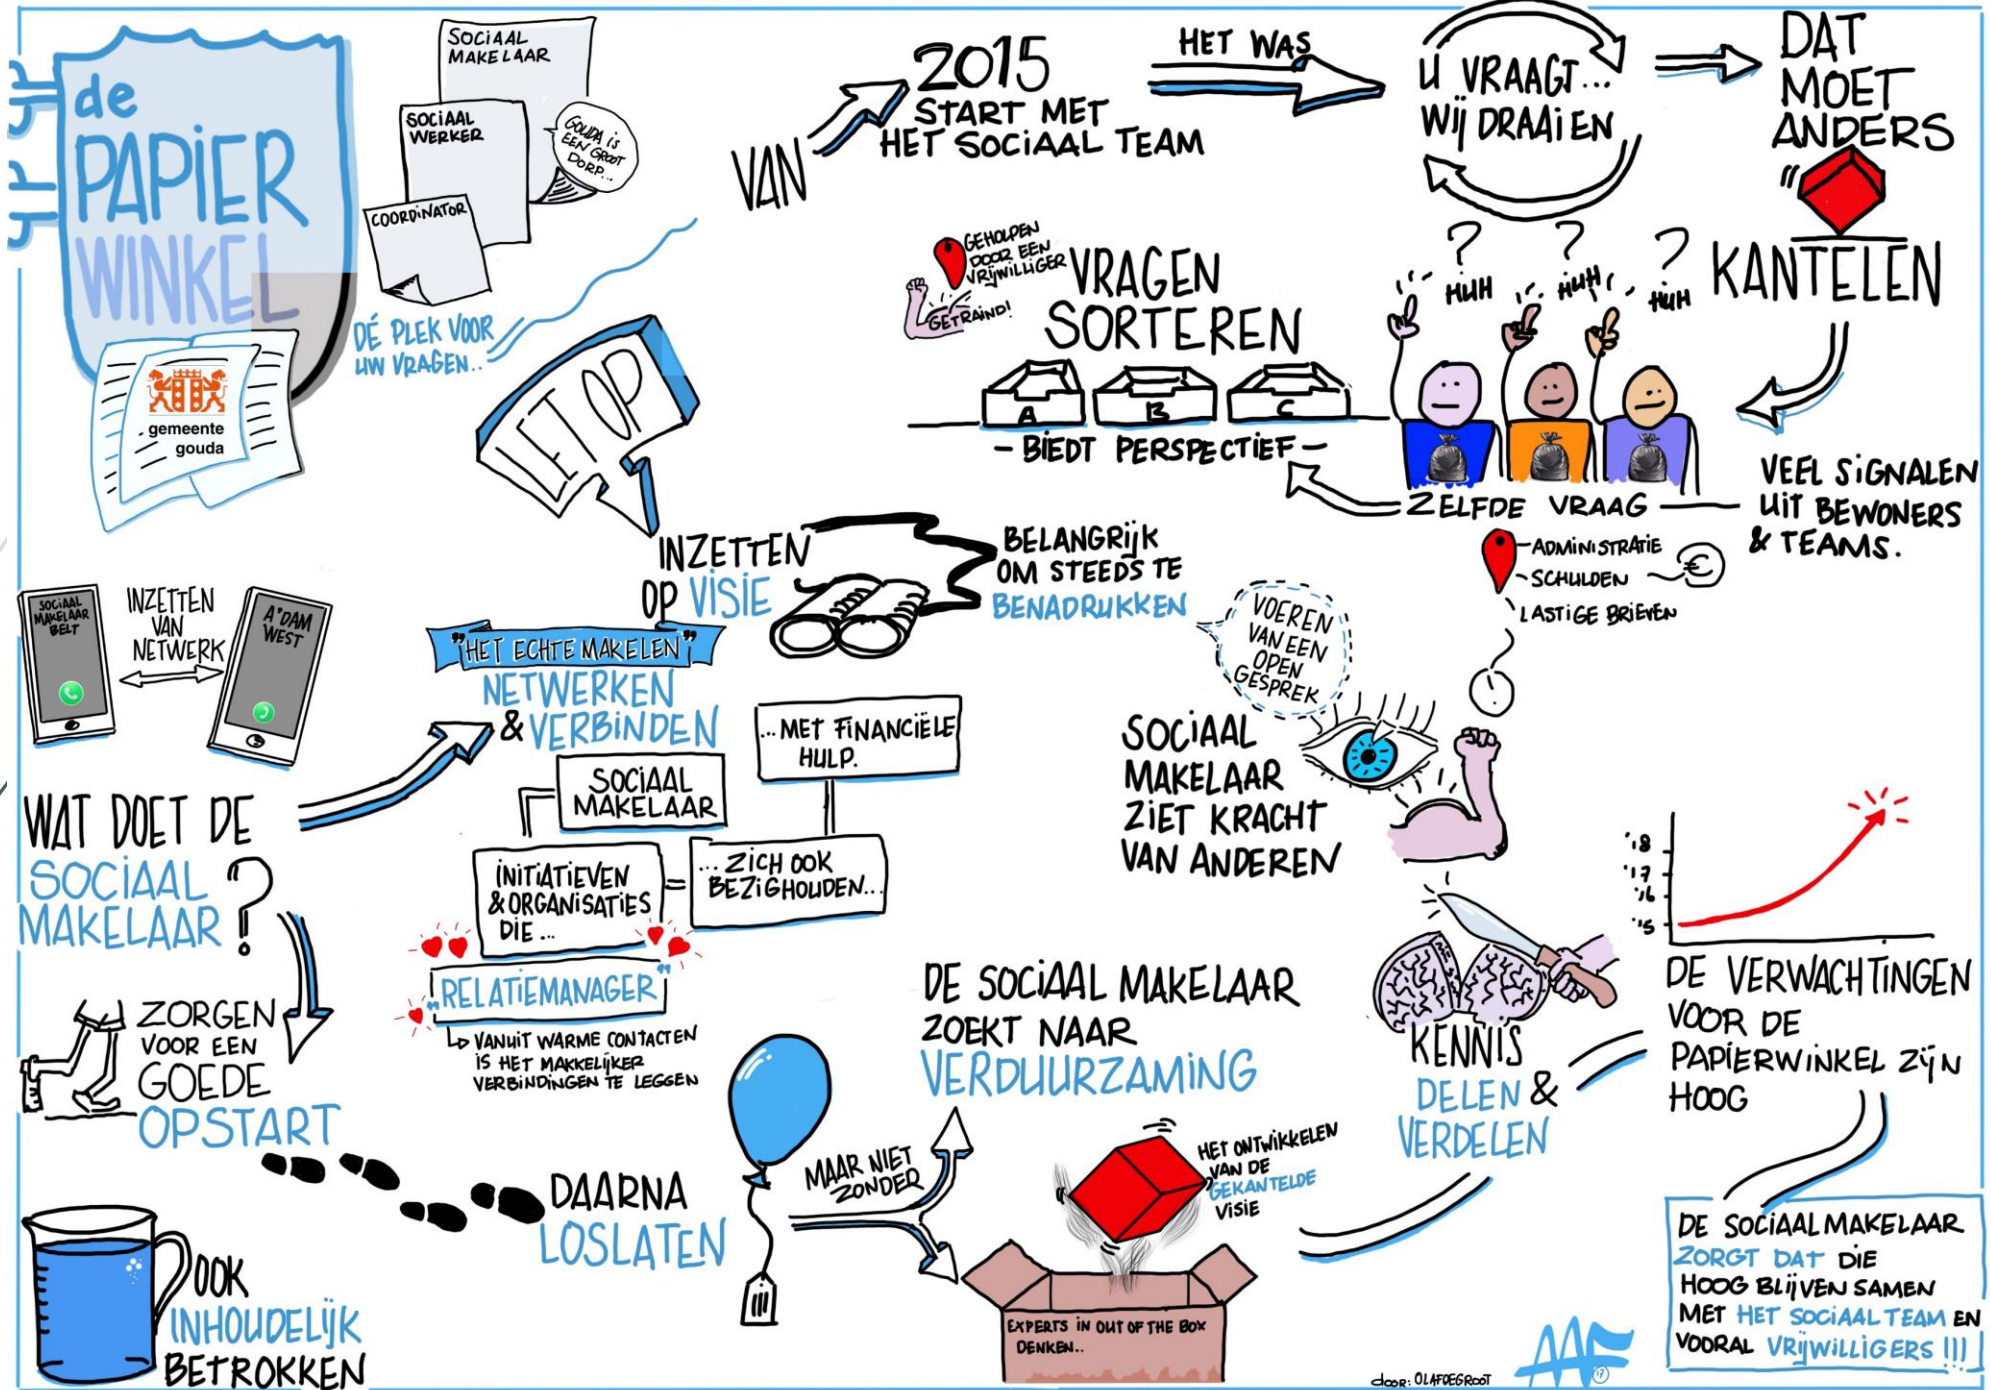 de
PAPIER
WINKEL
gemeente
gouda
SOCIAAL
MAKELAAR
SOCIAAL
WERKER
GOUDA iS
EEN GROOT
DORP...
COORDINATOR
DÉ PLEK VOOR
UW VRAGEN..
VAN
2015
START MET
HET SOCIAAL TEAM
HET WAS
U VRAAGT...
WIJ DRAAIEN
DAT
MOET
ANDERS
KANTELEN
VEEL SIGNALEN
UIT BEWONERS
& TEAMS.
? ? ?
HUH HUH HUH
ZELFDE VRAAG
- ADMINISTRATIE
- SCHULDEN €
LASTIGE BRIEVEN
!
GEHOLPEN
DOOR EEN
VRIJWILLIGER
GETRAIND!
VRAGEN
SORTEREN
A B C
- BIEDT PERSPECTIEF -
LET OP
INZETTEN
OP VISIE
BELANGRIJK
OM STEEDS TE
BENADRUKKEN
VOEREN
VAN EEN
OPEN
GESPREK
SOCIAAL
MAKELAAR
ZIET KRACHT
VAN ANDEREN
SOCIAAL
MAKELAAR
BELT
INZETTEN
VAN
NETWERK
A'DAM
WEST
"HET ECHTE MAKELEN"
NETWERKEN
& VERBINDEN
WAT DOET DE
SOCIAAL
MAKELAAR?
SOCIAAL
MAKELAAR
INITIATIEVEN
& ORGANISATIES
DIE ...
... ZICH OOK
BEZIGHOUDEN...
... MET FINANCIËLE
HULP.
"RELATIEMANAGER"
VANUIT WARME CONTACTEN
IS HET MAKKELIJKER
VERBINDINGEN TE LEGGEN
ZORGEN
VOOR EEN
GOEDE
OPSTART
OOK
INHOUDELIJK
BETROKKEN
DAARNA
LOSLATEN
MAAR NIET
ZONDER
DE SOCIAAL MAKELAAR
ZOEKT NAAR
VERDUURZAMING
HET ONTWIKKELEN
VAN DE
GEKANTELDE
VISIE
EXPERTS IN OUT OF THE BOX
DENKEN..
KENNIS
DELEN &
VERDELEN
'18
'17
'16
'15
DE VERWACHTINGEN
VOOR DE
PAPIERWINKEL ZIJN
HOOG
DE SOCIAAL MAKELAAR
ZORGT DAT DIE
HOOG BLIJVEN SAMEN
MET HET SOCIAAL TEAM EN
VOORAL VRIJWILLIGERS !!!
door: OLAFDEGROOT
17